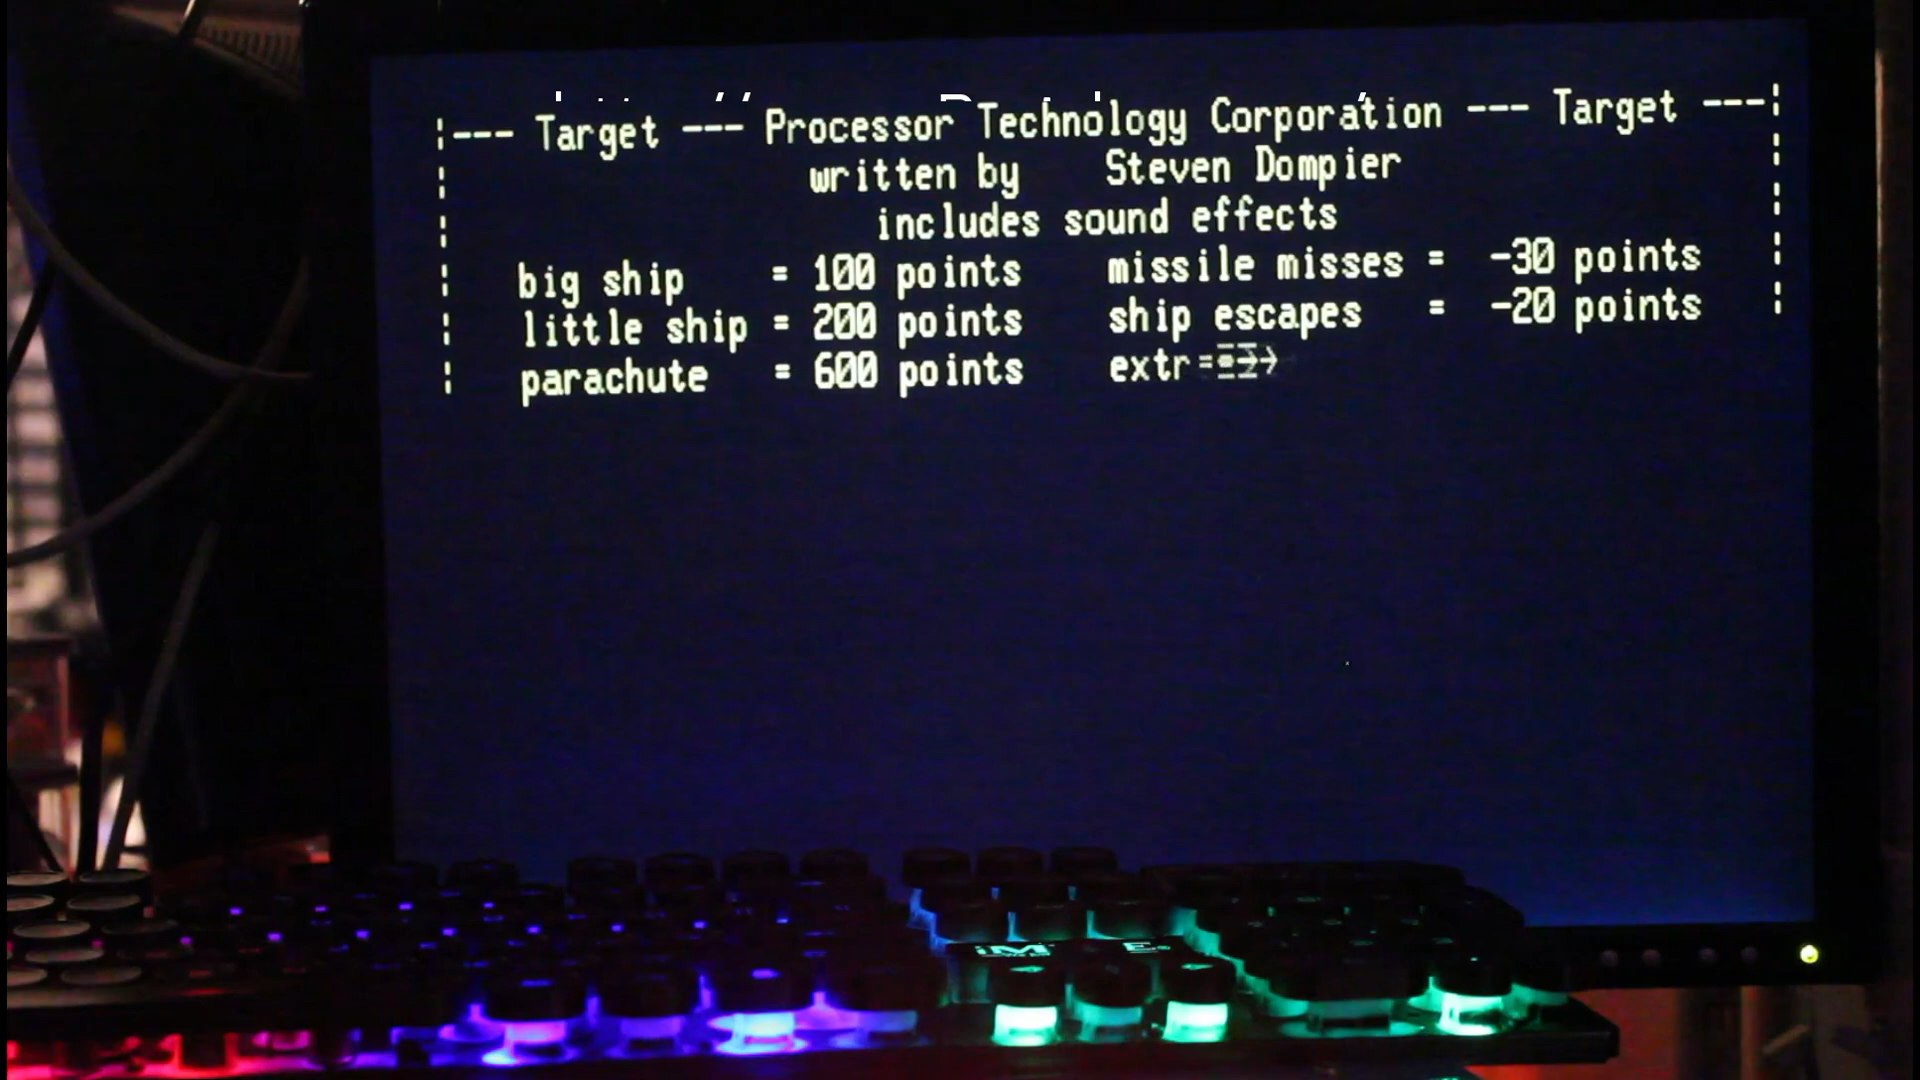 ¦--- Target --- Processor Technology Corporation --- Target ---¦
¦ written by Steven Dompier ¦
¦ includes sound effects ¦
¦ big ship = 100 points missile misses = -30 points ¦
¦ little ship = 200 points ship escapes = -20 points ¦
¦ parachute = 600 points extr